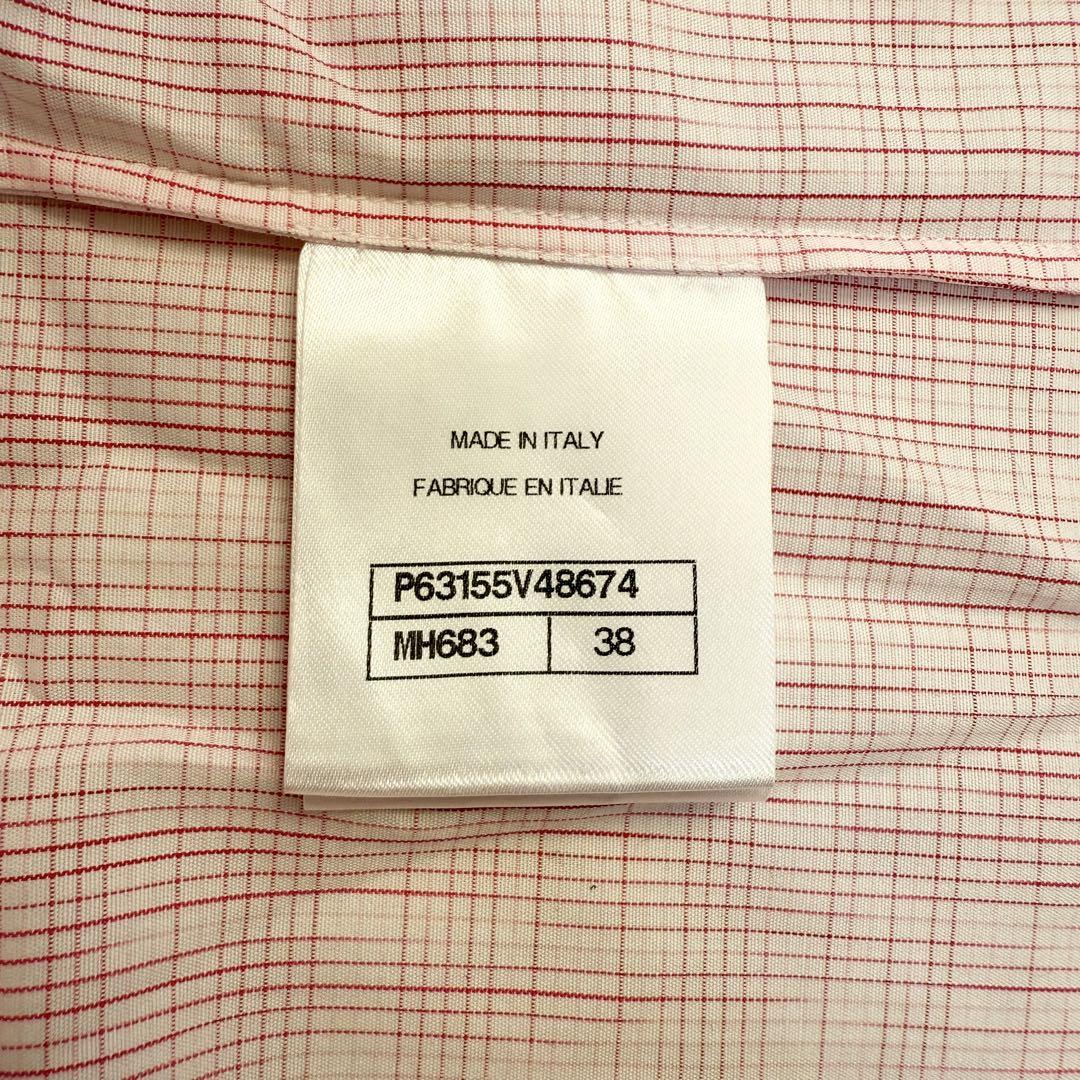 MADE IN ITALY
FABRIQUE EN ITALIE
P63155V48674
MH683 38